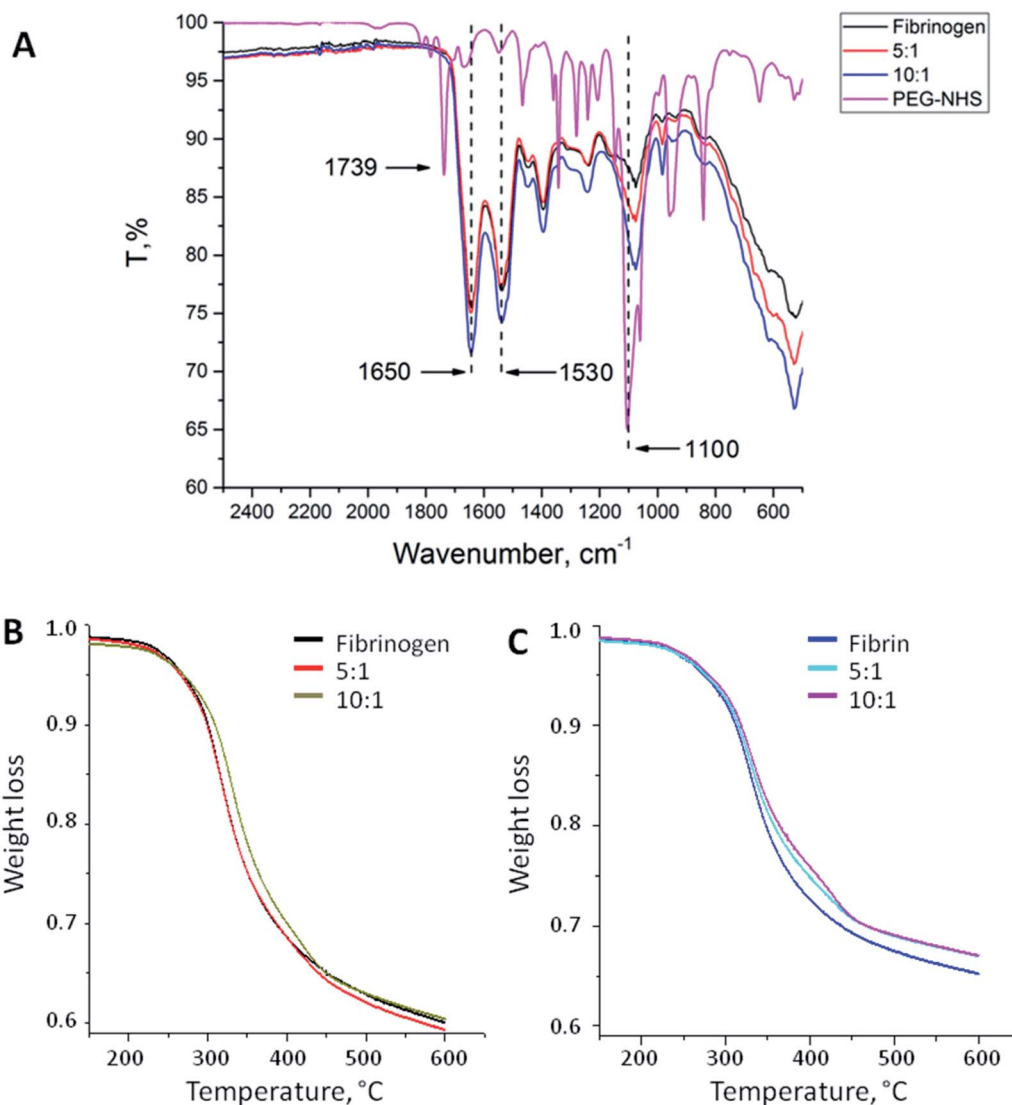 A
T,%
100
95
90
85
80
75
70
65
60
Fibrinogen
5:1
10:1
PEG-NHS
1739
1650
1530
1100
2400 2200 2000 1800 1600 1400 1200 1000 800 600
Wavenumber, cm⁻¹
B
Weight loss
1.0
0.9
0.8
0.7
0.6
Fibrinogen
5:1
10:1
200 300 400 500 600
Temperature, °C
C
Weight loss
1.0
0.9
0.8
0.7
0.6
Fibrin
5:1
10:1
200 300 400 500 600
Temperature, °C